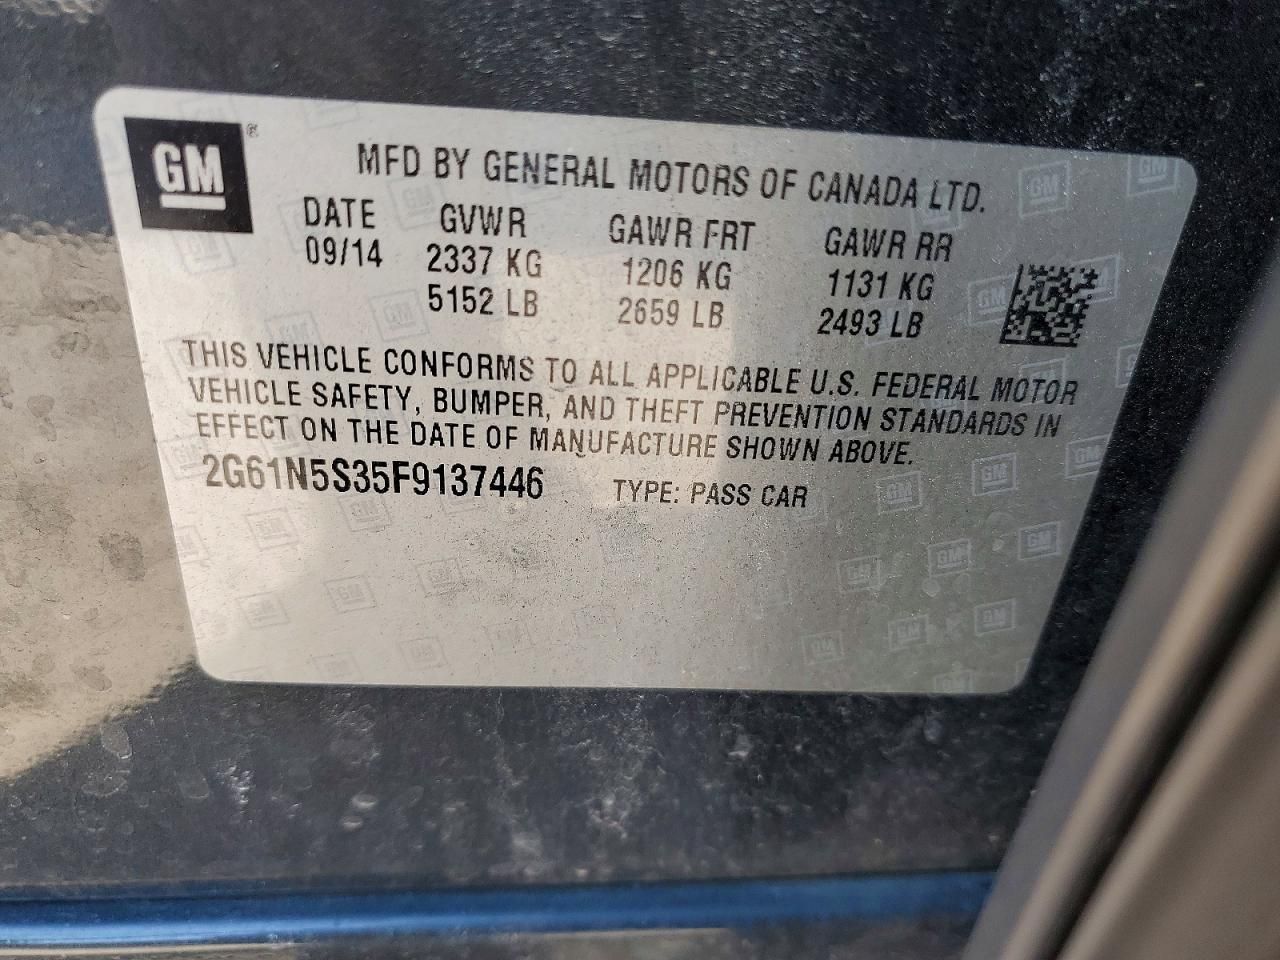 GM®
MFD BY GENERAL MOTORS OF CANADA LTD.
DATE GVWR GAWR FRT GAWR RR
09/14 2337 KG 1206 KG 1131 KG
5152 LB 2659 LB 2493 LB
THIS VEHICLE CONFORMS TO ALL APPLICABLE U.S. FEDERAL MOTOR
VEHICLE SAFETY, BUMPER, AND THEFT PREVENTION STANDARDS IN
EFFECT ON THE DATE OF MANUFACTURE SHOWN ABOVE.
2G61N5S35F9137446 TYPE: PASS CAR